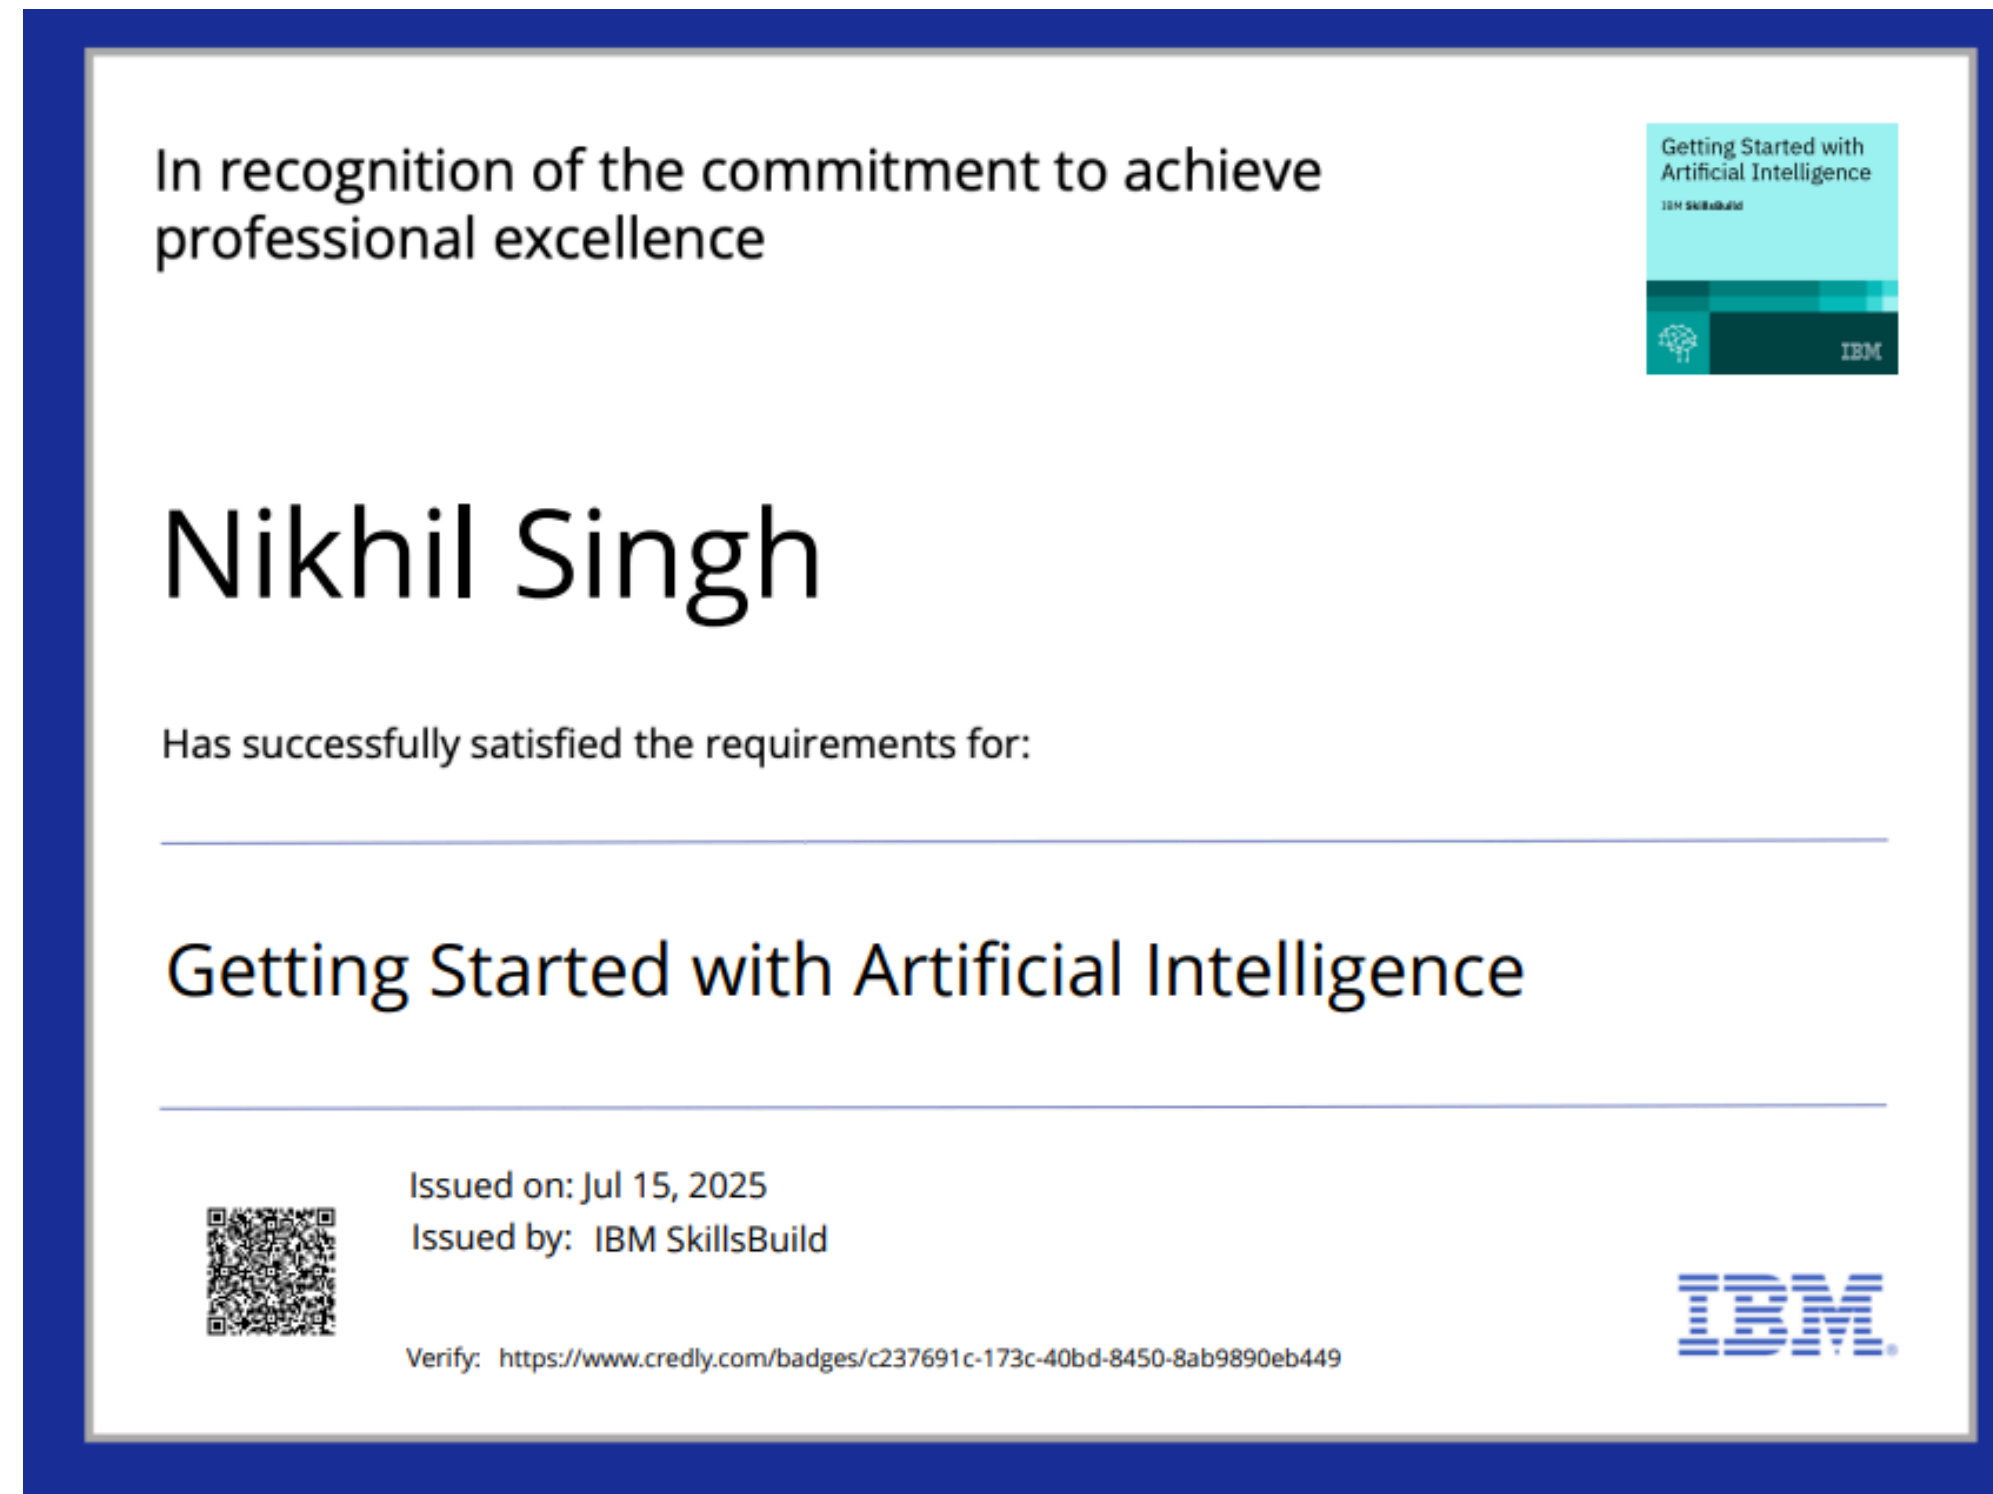 In recognition of the commitment to achieve
professional excellence
Getting Started with
Artificial Intelligence
IBM SkillsBuild
IBM
Nikhil Singh
Has successfully satisfied the requirements for:
Getting Started with Artificial Intelligence
Issued on: Jul 15, 2025
Issued by: IBM SkillsBuild
Verify: https://www.credly.com/badges/c237691c-173c-40bd-8450-8ab9890eb449
IBM®